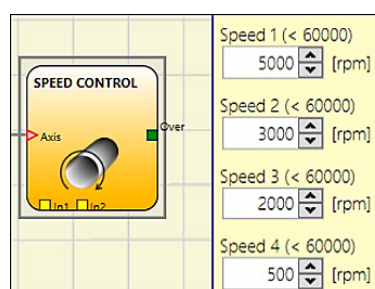 SPEED CONTROL
Axis
Over
In1 In2
Speed 1 (< 60000)
5000 [rpm]
Speed 2 (< 60000)
3000 [rpm]
Speed 3 (< 60000)
2000 [rpm]
Speed 4 (< 60000)
500 [rpm]